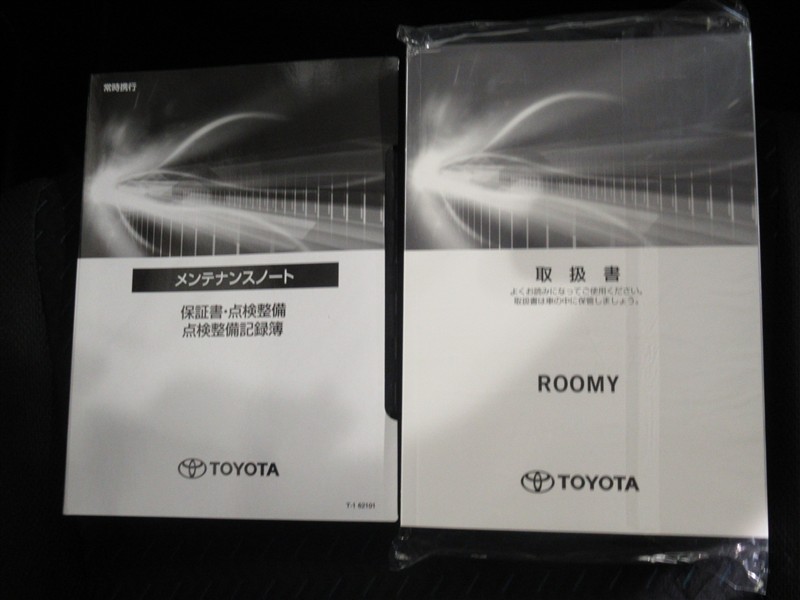 常時携行
メンテナンスノート
保証書・点検整備
点検整備記録簿
TOYOTA
T-1 62101
取扱書
よくお読みになってご使用ください。
取扱書は車の中に保管しましょう。
ROOMY
TOYOTA